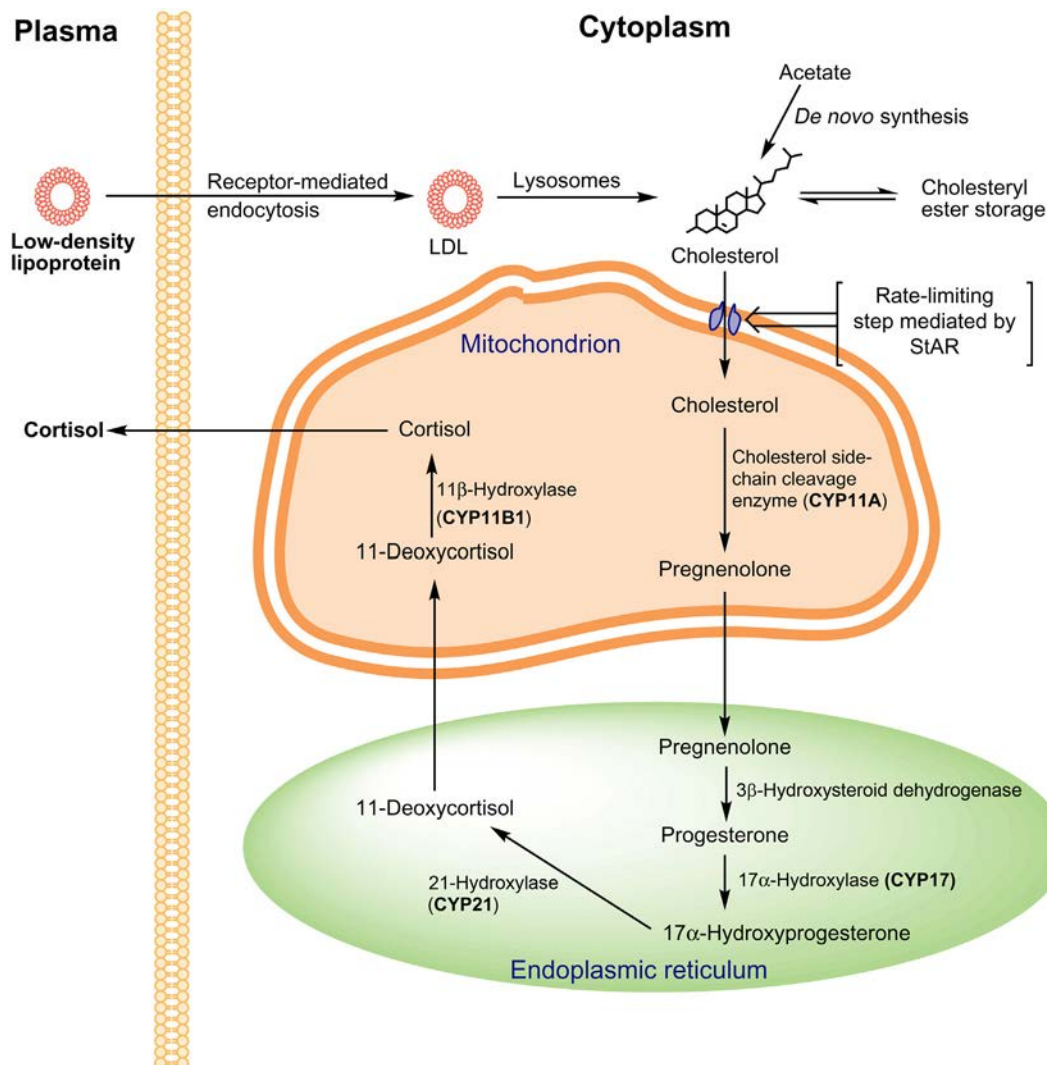 Plasma
Cytoplasm
Acetate
De novo synthesis
Receptor-mediated
endocytosis
Lysosomes
Cholesteryl
ester storage
Low-density
lipoprotein
LDL
Cholesterol
Rate-limiting
step mediated by
StAR
Mitochondrion
Cholesterol
Cortisol
Cortisol
Cholesterol side-
chain cleavage
enzyme (CYP11A)
11β-Hydroxylase
(CYP11B1)
11-Deoxycortisol
Pregnenolone
Pregnenolone
3β-Hydroxysteroid dehydrogenase
11-Deoxycortisol
Progesterone
17α-Hydroxylase (CYP17)
21-Hydroxylase
(CYP21)
17α-Hydroxyprogesterone
Endoplasmic reticulum